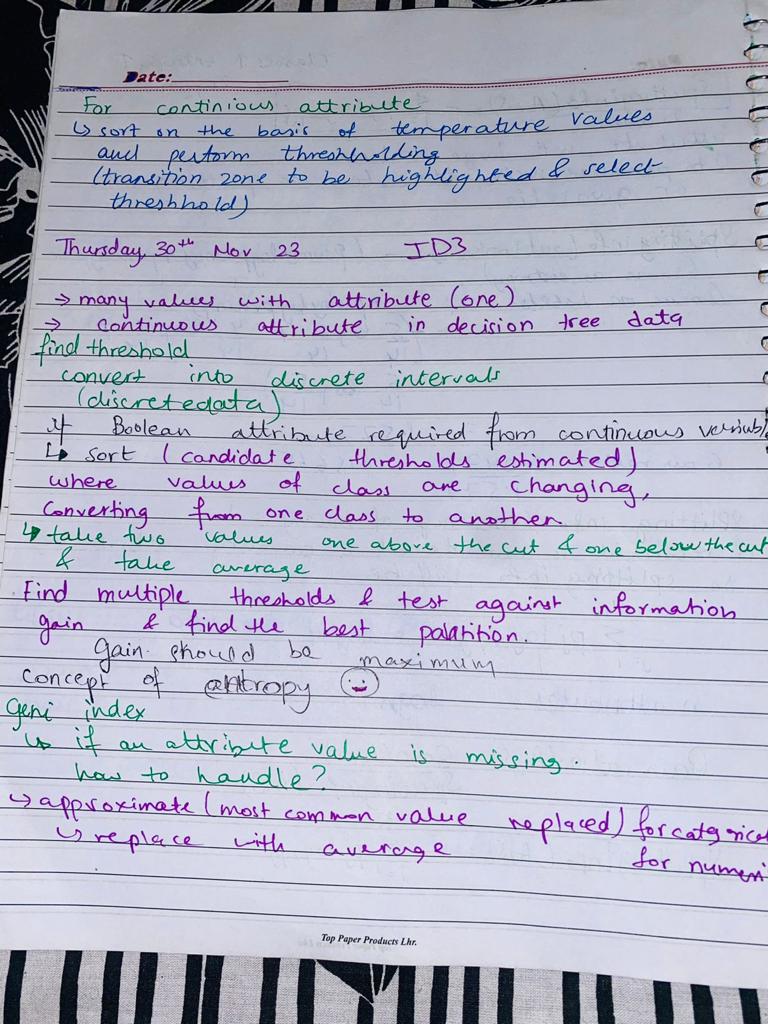 Date:
For continious attribute
↳ sort on the basis of temperature values
and perform threshholding
(transition zone to be highlighted & select
threshhold)
Thursday, 30th Nov 23 ID3
→ many values with attribute (one)
→ continuous attribute in decision tree data
find threshold
convert into discrete intervals
(discretedata)
if Boolean attribute required from continuous
↳ sort (candidate thresholds estimated)
where values of class are changing,
Converting from one class to another
↳ take two values one above the cut & one below the cut
& take average
Find multiple thresholds & test against information
gain & find the best palatition.
Gain should be maximum
concept of entropy
Geni index
↳ if an attribute value is missing.
how to handle?
↳ approximate (most common value replaced) for
↳ replace with average for numeri
Top Paper Products Lhr.